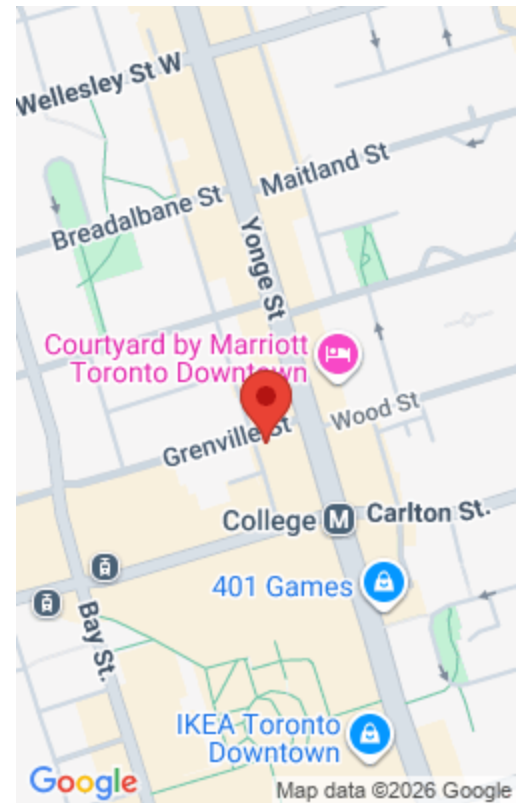 Wellesley St W
Maitland St
Breadalbane St
Yonge St
Courtyard by Marriott
Toronto Downtown
Grenville St
Wood St
College M Carlton St.
401 Games
Bay St.
IKEA Toronto
Downtown
Google
Map data ©2026 Google